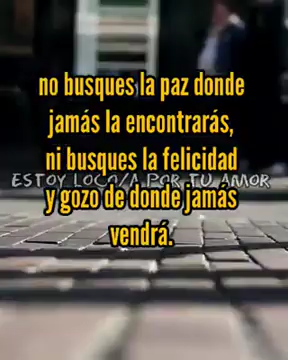 no busques la paz donde
jamás la encontrarás,
ni busques la felicidad
ESTOY LOCO/A POR TU AMOR
y gozo de donde jamás
vendrá.